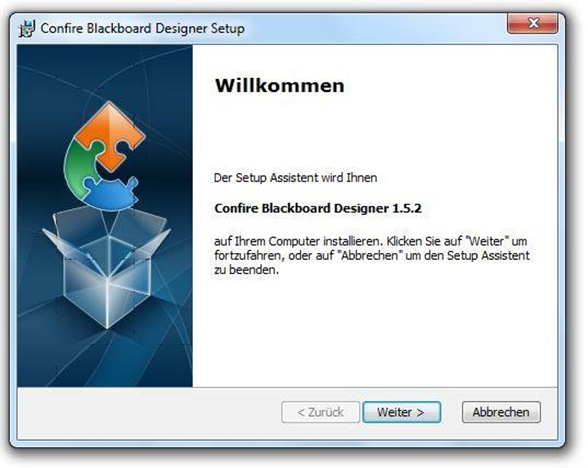 Confire Blackboard Designer Setup
Willkommen
Der Setup Assistent wird Ihnen
Confire Blackboard Designer 1.5.2
auf Ihrem Computer installieren. Klicken Sie auf "Weiter" um
fortzufahren, oder auf "Abbrechen" um den Setup Assistent
zu beenden.
< Zurück Weiter > Abbrechen